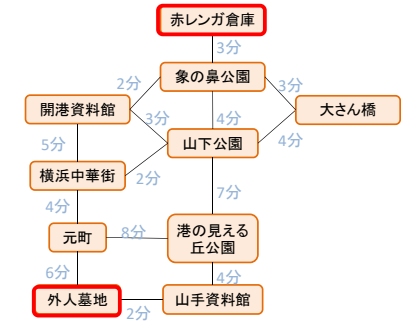 赤レンガ倉庫
3分
象の鼻公園
2分
3分
開港資料館
大さん橋
3分
4分
山下公園
4分
5分
横浜中華街
2分
4分
7分
元町
8分
港の見える
丘公園
6分
4分
外人墓地
2分
山手資料館